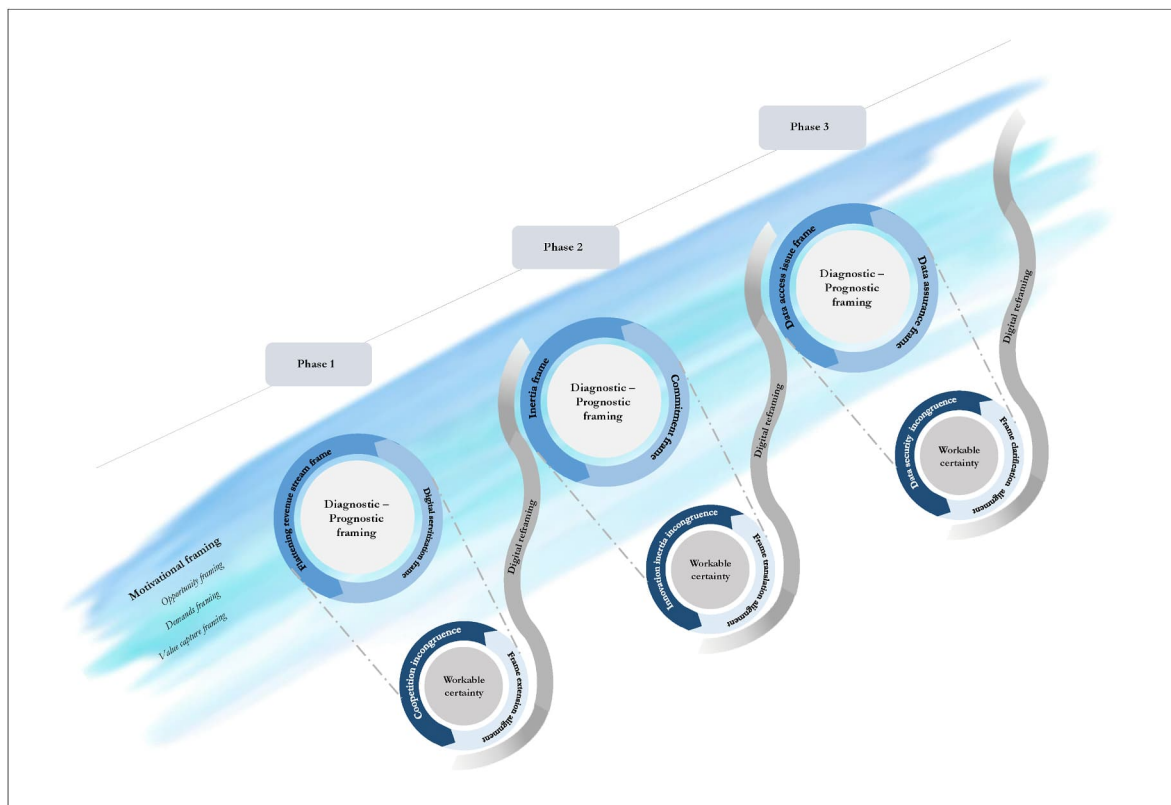 Phase 1
Flattening revenue stream frame
Diagnostic –
Prognostic
framing
Digital servitization frame
Motivational framing
Opportunity framing
Demands framing
Value capture framing
Coopetition incongruence
Workable
certainty
Frame extension alignment
Digital reframing
Phase 2
Inertia frame
Diagnostic –
Prognostic
framing
Commitment frame
Innovation inertia incongruence
Workable
certainty
Frame translation alignment
Digital reframing
Phase 3
Data access issue frame
Diagnostic –
Prognostic
framing
Data assurance frame
Data security incongruence
Workable
certainty
Frame clarification alignment
Digital reframing